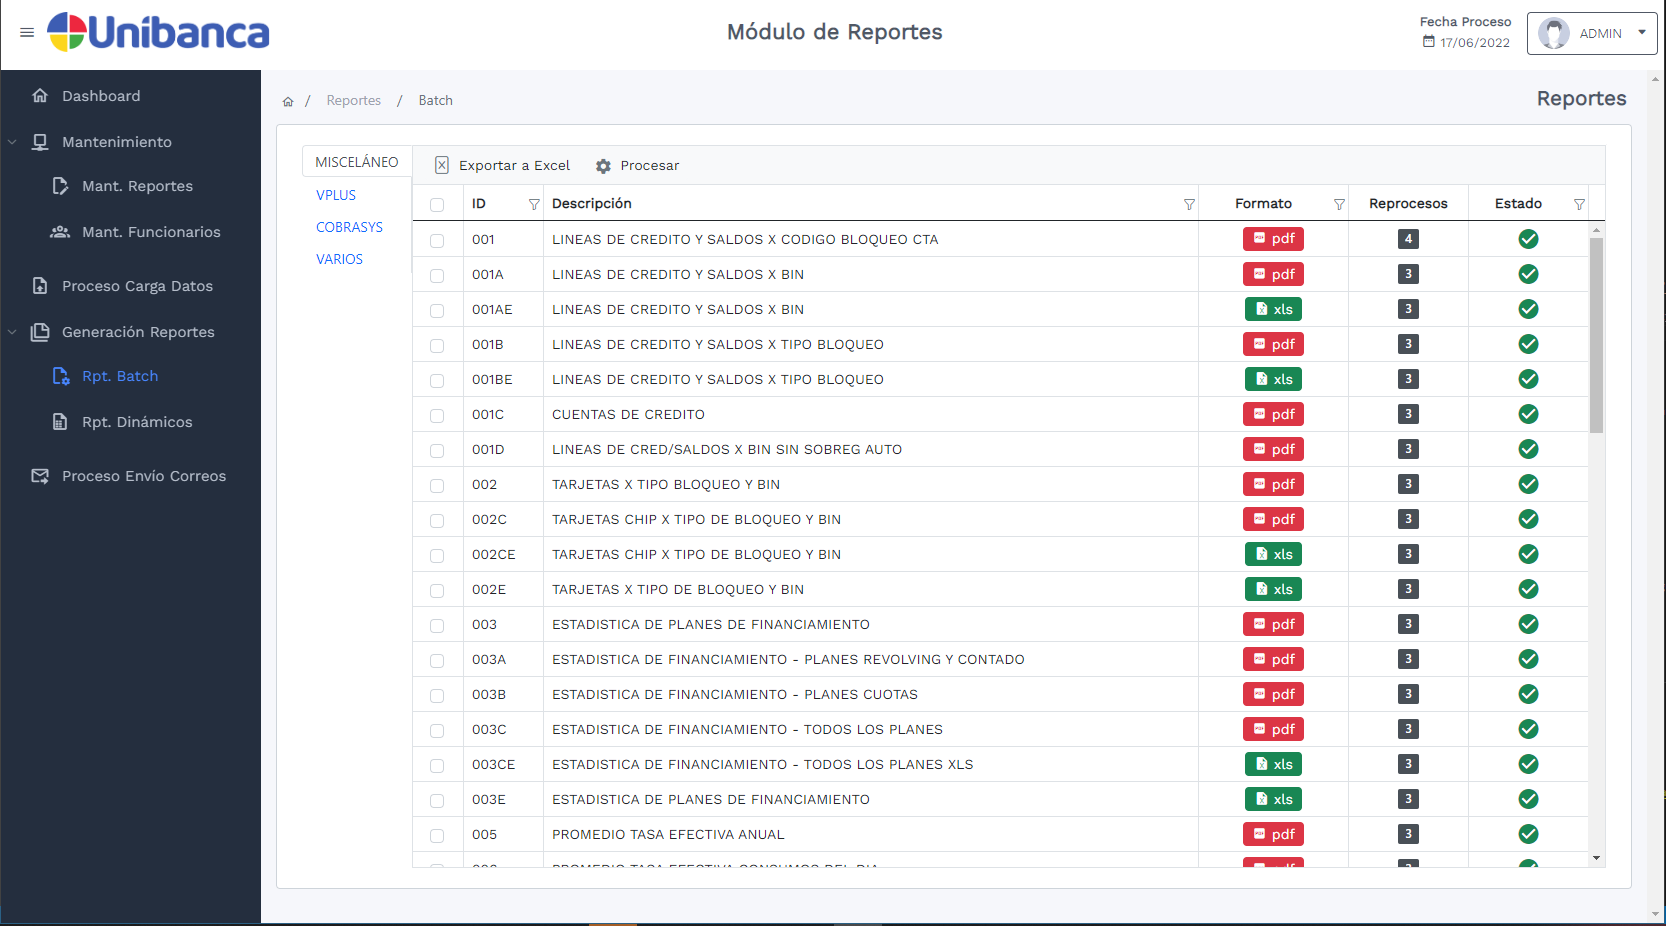 Unibanca
Módulo de Reportes
Fecha Proceso
17/06/2022
ADMIN
Dashboard
Mantenimiento
Mant. Reportes
Mant. Funcionarios
Proceso Carga Datos
Generación Reportes
Rpt. Batch
Rpt. Dinámicos
Proceso Envío Correos
/ Reportes / Batch
Reportes
MISCELÁNEO
VPLUS
COBRASYS
VARIOS
Exportar a Excel Procesar
ID Descripción Formato Reprocesos Estado
001 LINEAS DE CREDITO Y SALDOS X CODIGO BLOQUEO CTA pdf 4
001A LINEAS DE CREDITO Y SALDOS X BIN pdf 3
001AE LINEAS DE CREDITO Y SALDOS X BIN xls 3
001B LINEAS DE CREDITO Y SALDOS X TIPO BLOQUEO pdf 3
001BE LINEAS DE CREDITO Y SALDOS X TIPO BLOQUEO xls 3
001C CUENTAS DE CREDITO pdf 3
001D LINEAS DE CRED/SALDOS X BIN SIN SOBREG AUTO pdf 3
002 TARJETAS X TIPO BLOQUEO Y BIN pdf 3
002C TARJETAS CHIP X TIPO DE BLOQUEO Y BIN pdf 3
002CE TARJETAS CHIP X TIPO DE BLOQUEO Y BIN xls 3
002E TARJETAS X TIPO DE BLOQUEO Y BIN xls 3
003 ESTADISTICA DE PLANES DE FINANCIAMIENTO pdf 3
003A ESTADISTICA DE FINANCIAMIENTO - PLANES REVOLVING Y CONTADO pdf 3
003B ESTADISTICA DE FINANCIAMIENTO - PLANES CUOTAS pdf 3
003C ESTADISTICA DE FINANCIAMIENTO - TODOS LOS PLANES pdf 3
003CE ESTADISTICA DE FINANCIAMIENTO - TODOS LOS PLANES XLS xls 3
003E ESTADISTICA DE PLANES DE FINANCIAMIENTO xls 3
005 PROMEDIO TASA EFECTIVA ANUAL pdf 3
PROMEDIO TASA EFECTIVA CONSUMOS DEL DIA pdf 3